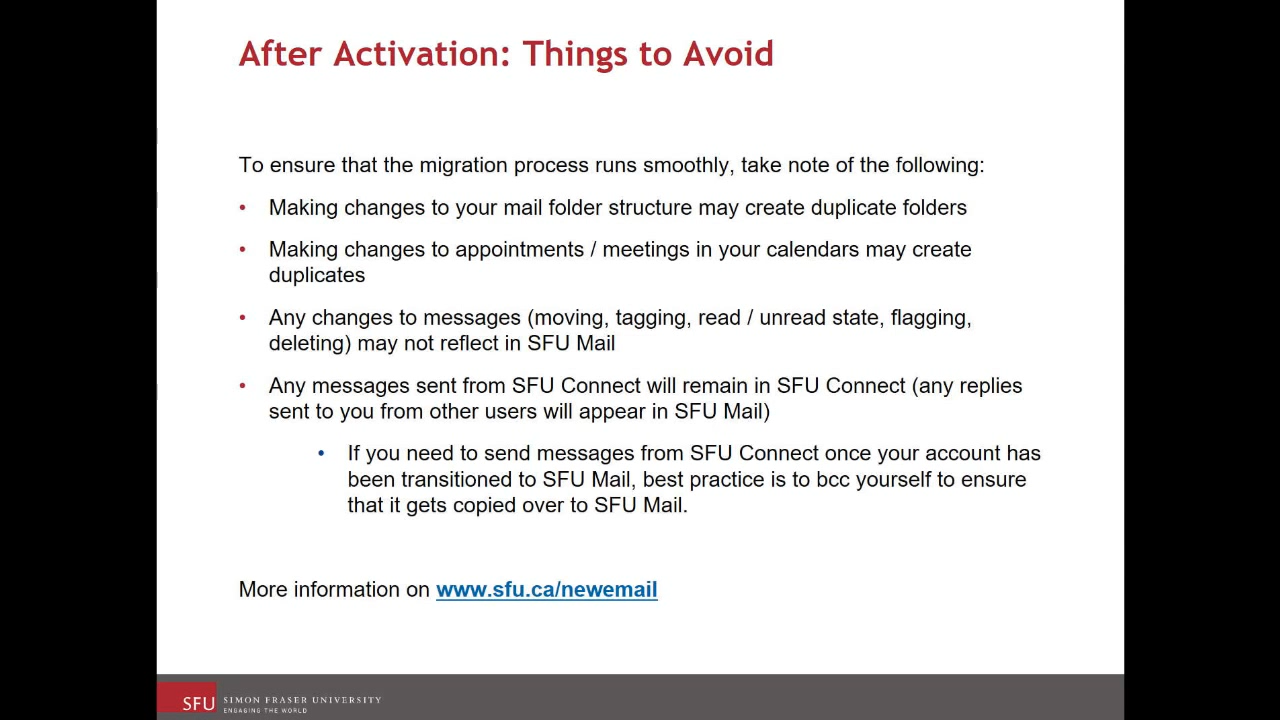 After Activation: Things to Avoid
To ensure that the migration process runs smoothly, take note of the following:
• Making changes to your mail folder structure may create duplicate folders
• Making changes to appointments / meetings in your calendars may create
duplicates
• Any changes to messages (moving, tagging, read / unread state, flagging,
deleting) may not reflect in SFU Mail
• Any messages sent from SFU Connect will remain in SFU Connect (any replies
sent to you from other users will appear in SFU Mail)
• If you need to send messages from SFU Connect once your account has
been transitioned to SFU Mail, best practice is to bcc yourself to ensure
that it gets copied over to SFU Mail.
More information on www.sfu.ca/newemail
SFU SIMON FRASER UNIVERSITY
ENGAGING THE WORLD